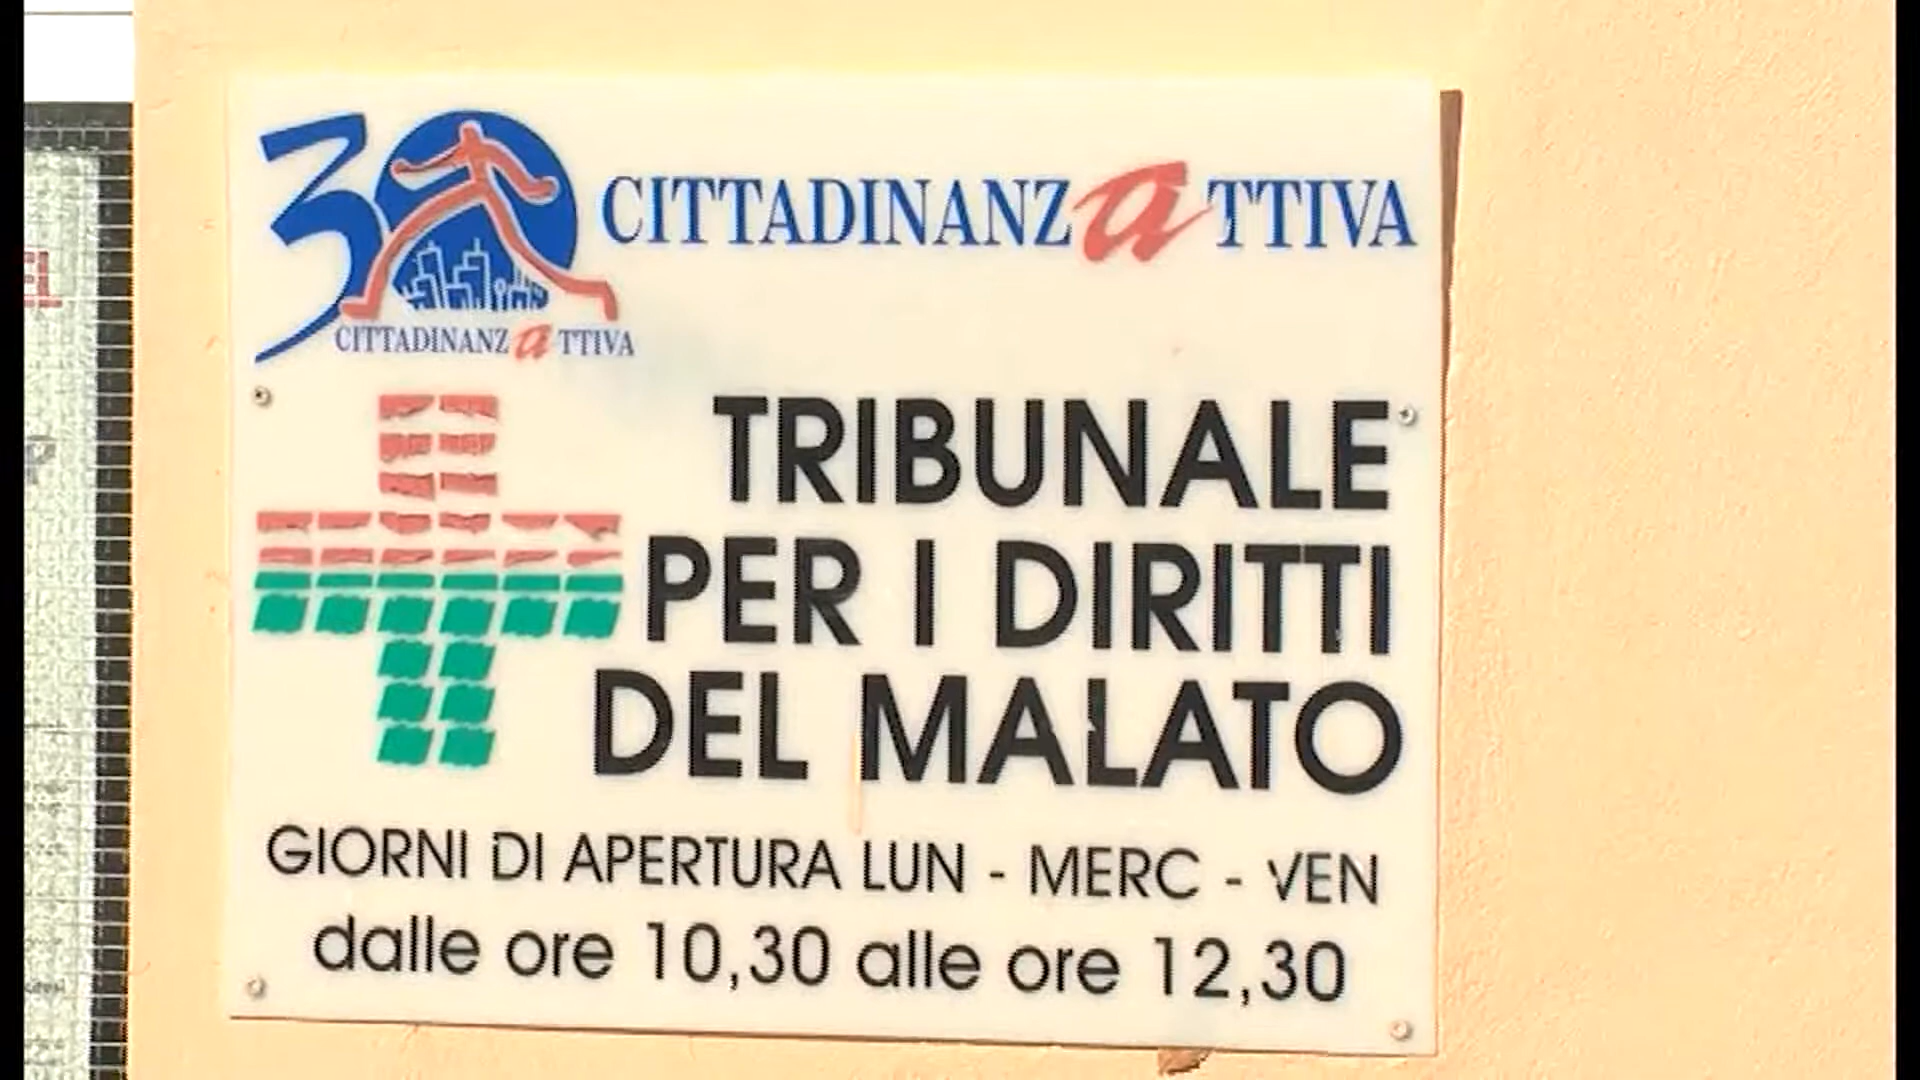 30
CITTADINANZaTTIVA
CITTADINANZaTTIVA
TRIBUNALE
PER I DIRITTI
DEL MALATO
GIORNI DI APERTURA LUN - MERC - VEN
dalle ore 10,30 alle ore 12,30